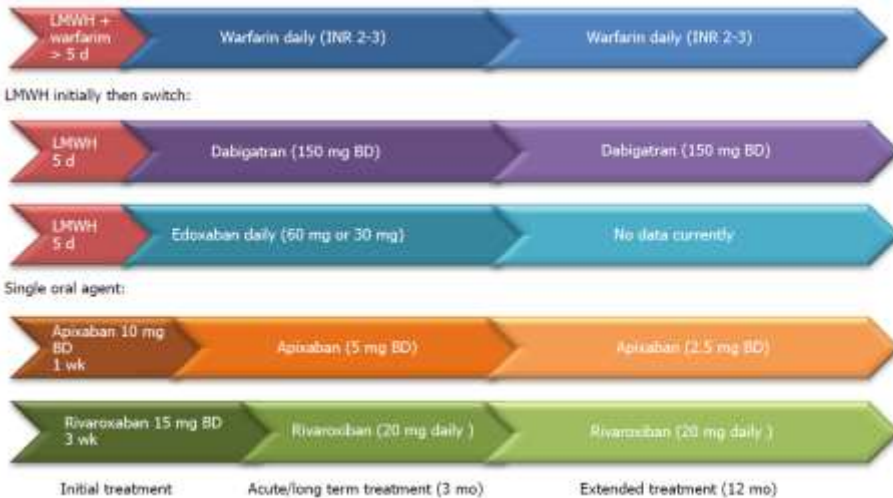 LMWH +
warfarim
> 5 d
Warfarin daily (INR 2-3)
Warfarin daily (INR 2-3)
LMWH initially then switch:
LMWH
5 d
Dabigatran (150 mg BD)
Dabigatran (150 mg BD)
LMWH
5 d
Edoxaban daily (60 mg or 30 mg)
No data currently
Single oral agent:
Apixaban 10 mg
BD
1 wk
Apixaban (5 mg BD)
Apixaban (2.5 mg BD)
Rivaroxaban 15 mg BD
3 wk
Rivaroxiban (20 mg daily )
Rivaroxiban (20 mg daily )
Initial treatment
Acute/long term treatment (3 mo)
Extended treatment (12 mo)